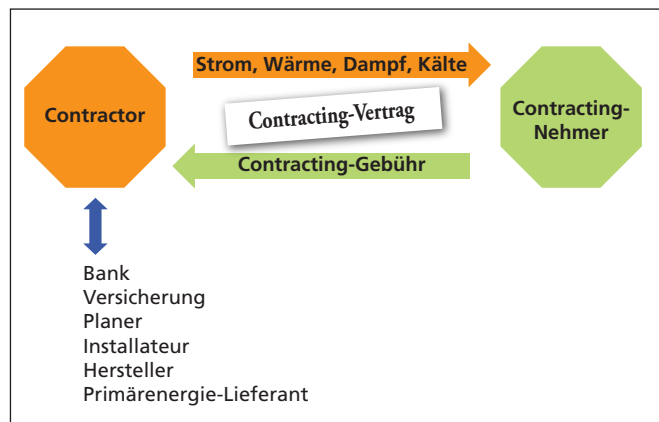 Strom, Wärme, Dampf, Kälte
Contractor
Contracting-Vertrag
Contracting-
Nehmer
Contracting-Gebühr
Bank
Versicherung
Planer
Installateur
Hersteller
Primärenergie-Lieferant